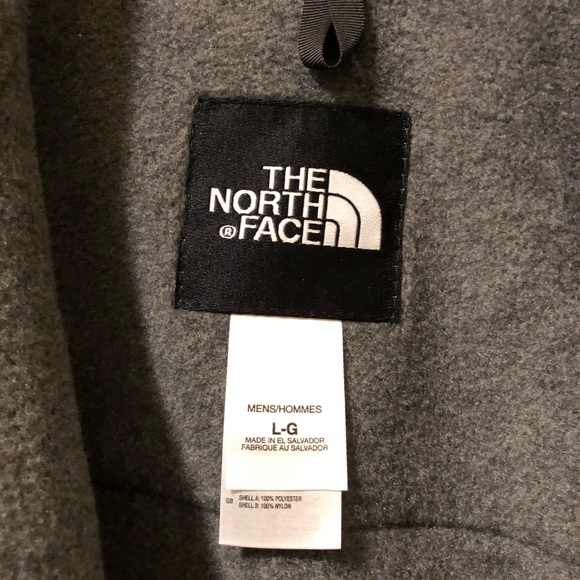 THE
NORTH
® FACE
MENS/HOMMES
L-G
MADE IN EL SALVADOR
FABRIQUÉ AU SALVADOR
GB SHELL A: 100% POLYESTER
SHELL B: 100% NYLON